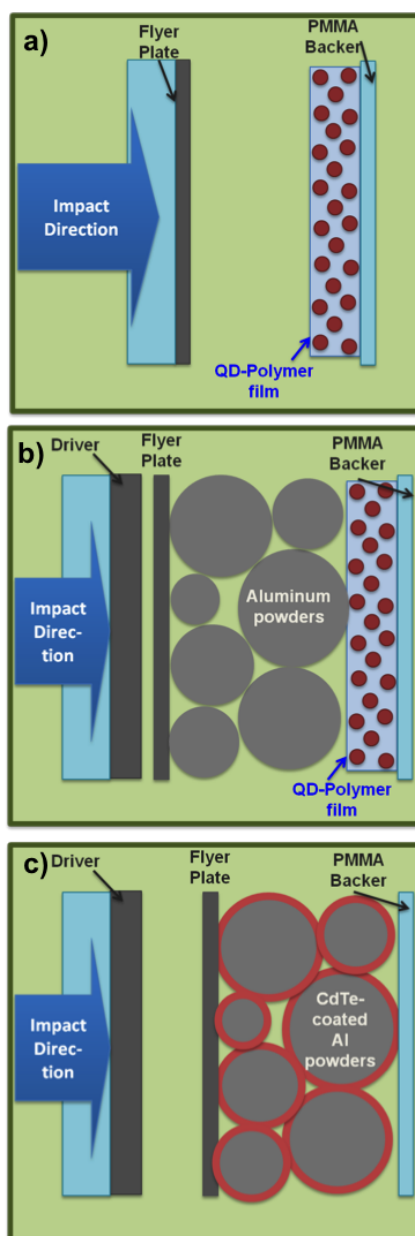 a)
Flyer
Plate
PMMA
Backer
Impact
Direction
QD-Polymer
film
b)
Driver
Flyer
Plate
PMMA
Backer
Impact
Direc-
tion
Aluminum
powders
QD-Polymer
film
c)
Driver
Flyer
Plate
PMMA
Backer
Impact
Direc-
tion
CdTe-
coated
Al
powders